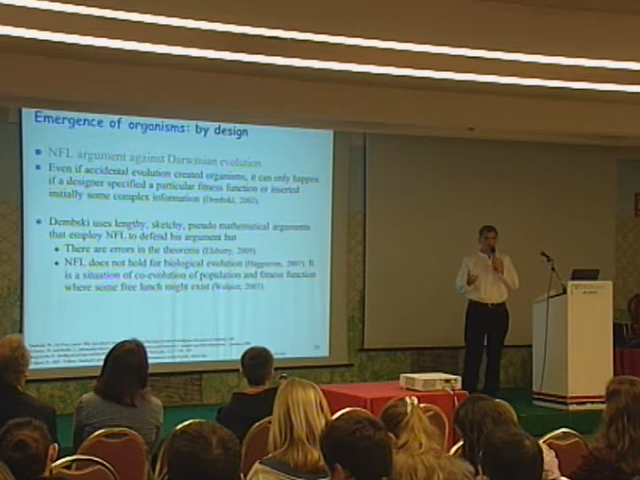 Emergence of organisms: by design
NFL argument against Darwinian evolution
Even if accidental evolution created organisms, it can only happen
if a designer specified a particular fitness function or inserted
initially some complex information (Dembski, 2002).
Dembski uses lengthy, sketchy, pseudo mathematical arguments
that employ NFL to defend his argument but
There are errors in the theorems
NFL does not hold for biological evolution (Häggström, 2007). It
is a situation of co-evolution of population and fitness function
where some free lunch might exist (Wolpert, 2005).